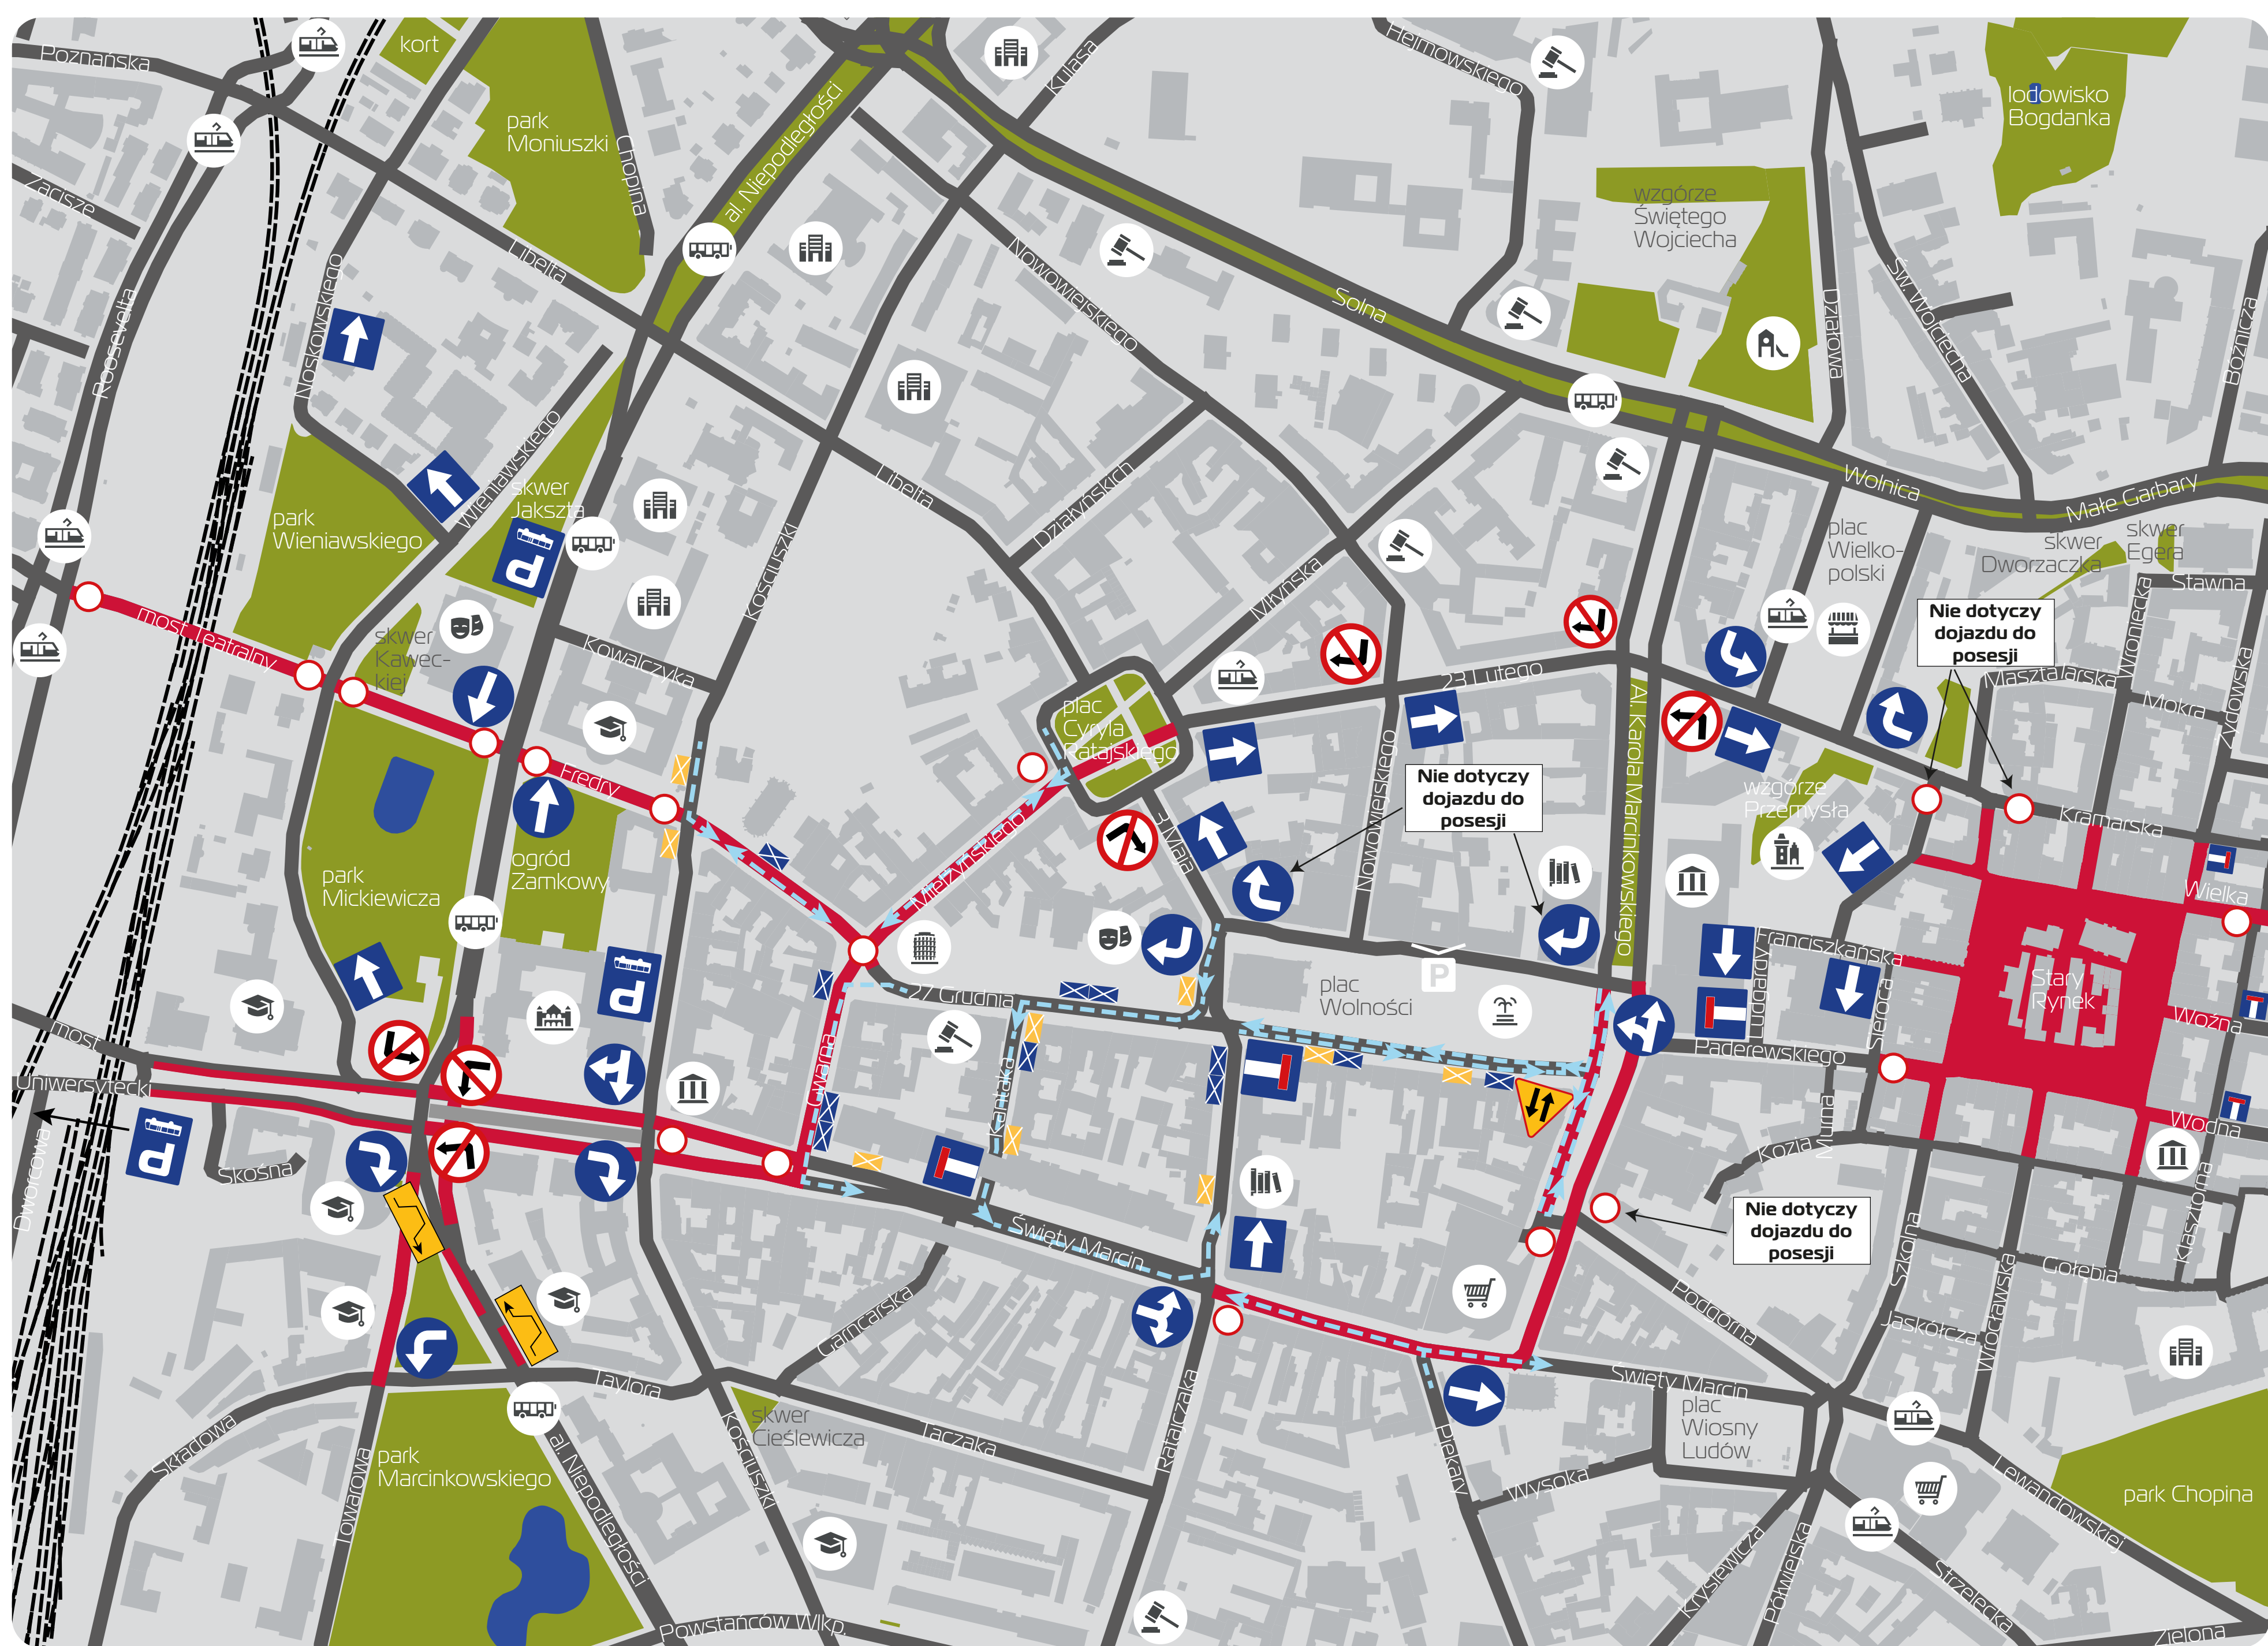 Poznańska
kort
park
Moniuszki
Chopina
al. Niepodległości
Kulasa
Hejmowskiego
lodowisko
Bogdanka
Zacisze
Libelta
Nowowiejskiego
wzgórze
Świętego
Wojciecha
Solna
Działowa
Św. Wojciecha
Bóżnicza
Roosevelta
Noskowskiego
Wieniawskiego
skwer
Jakszta
park
Wieniawskiego
Kościuszki
Libelta
Działyńskich
Młyńska
Wolnica
Małe Garbary
plac
Wielko-
polski
skwer
Dworzaczka
skwer
Egera
Stawna
Wroniecka
Nie dotyczy
dojazdu do
posesji
most Teatralny
skwer
Kawec-
kiej
Kowalczyka
23 Lutego
Masztalarska
Mokra
Żydowska
plac
Cyryla
Ratajskiego
Al. Karola Marcinkowskiego
Fredry
Nowowiejskiego
Nie dotyczy
dojazdu do
posesji
wzgórze
Przemysła
Kramarska
Mielżyńskiego
3 Maja
ogród
Zamkowy
park
Mickiewicza
Wielka
P
P
P
P
27 Grudnia
plac
Wolności
Franciszkańska
Ludgardy
Sieroca
Stary
Rynek
Woźna
most
Uniwersytecki
Gwarna
Kantaka
Paderewskiego
Murna
Kozia
Wodna
Dworcowa
Skośna
Święty Marcin
Nie dotyczy
dojazdu do
posesji
Szkolna
Klasztorna
Gołębia
Podgórna
Jaskółcza
Wrocławska
Garncarska
Taylora
Składowa
Kościuszki
skwer
Cieślewicza
Taczaka
Ratajczaka
Święty Marcin
plac
Wiosny
Ludów
Piekary
Wysoka
park
Marcinkowskiego
Towarowa
al. Niepodległości
Lewandowskiej
park Chopina
Krysiewicza
Półwiejska
Strzelecka
Powstańców Wlkp.
Zielona